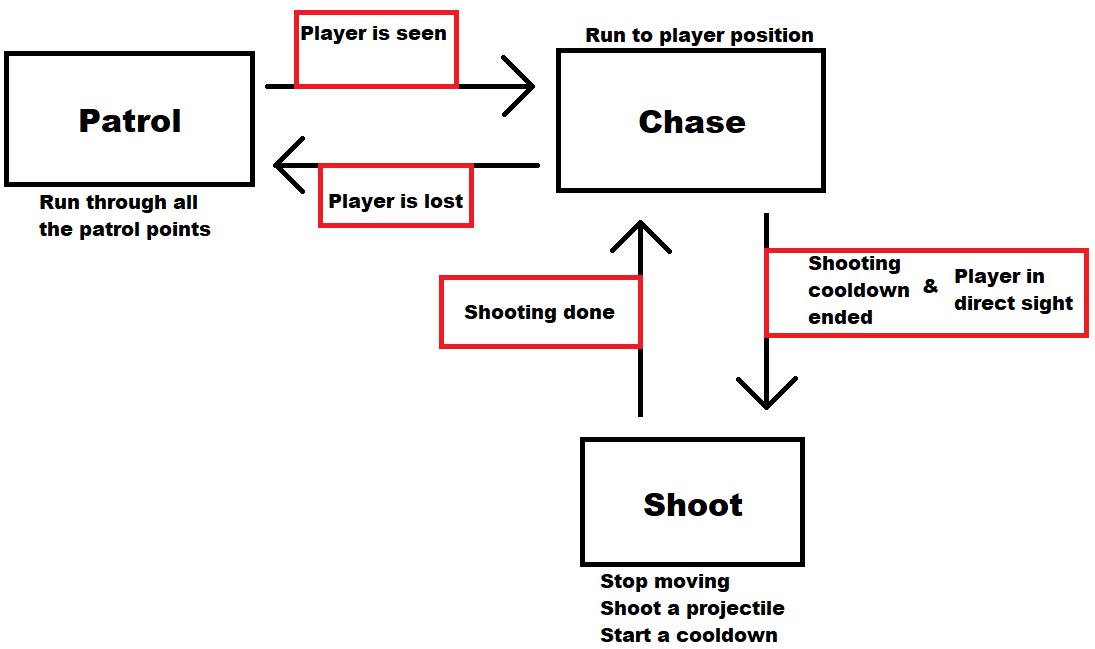 Player is seen
Run to player position
Patrol
Chase
Run through all
the patrol points
Player is lost
Shooting
cooldown
ended
&
Player in
direct sight
Shooting done
Shoot
Stop moving
Shoot a projectile
Start a cooldown